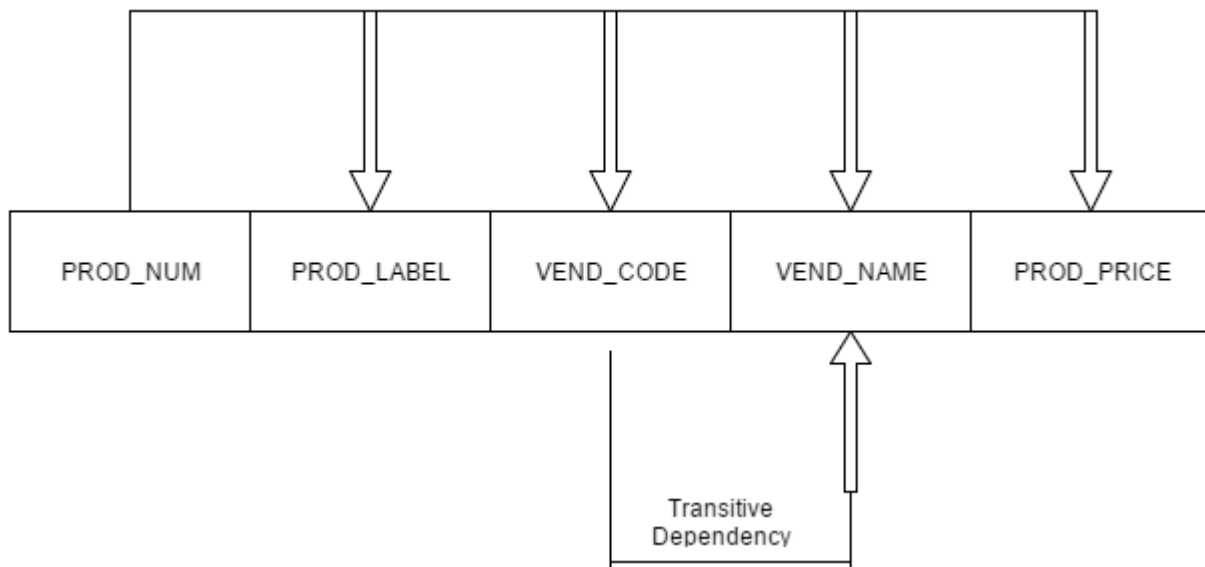 PROD_NUM PROD_LABEL VEND_CODE VEND_NAME PROD_PRICE
Transitive
Dependency